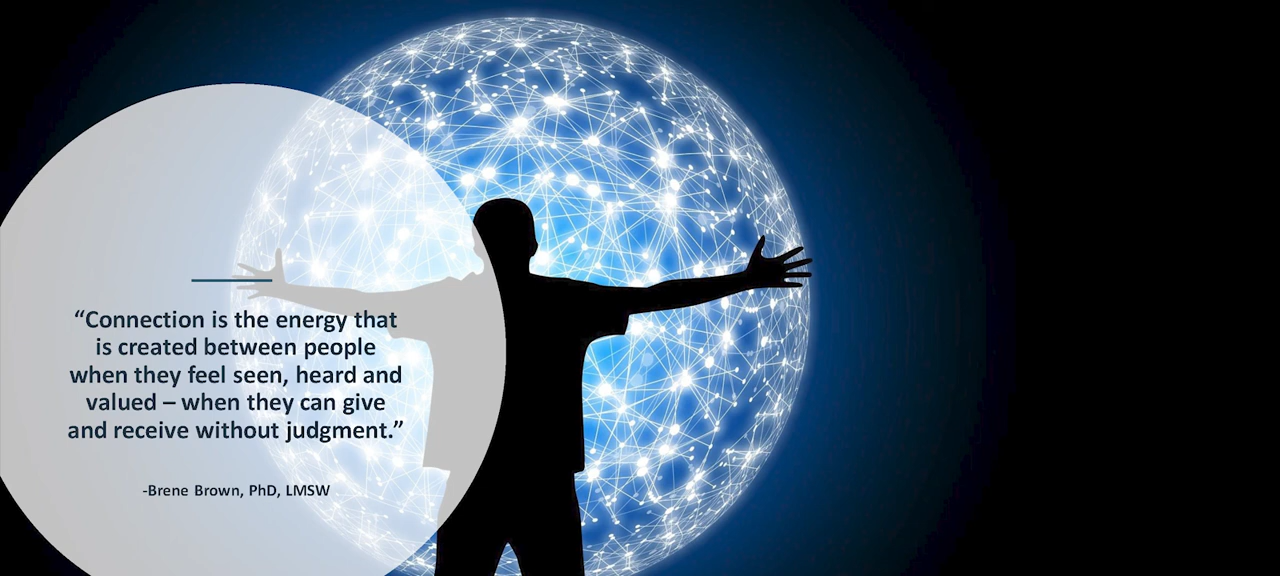 “Connection is the energy that
is created between people
when they feel seen, heard and
valued – when they can give
and receive without judgment.”
-Brene Brown, PhD, LMSW